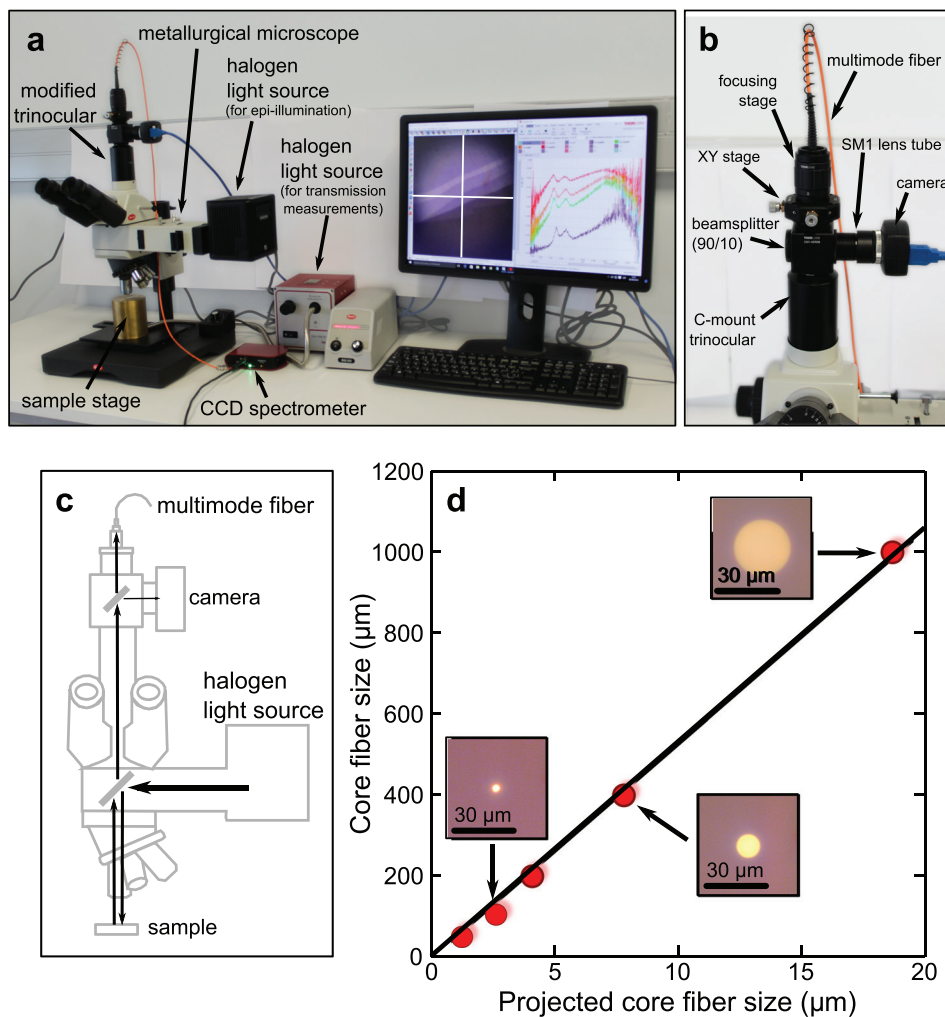 a
metallurgical microscope
modified
trinocular
halogen
light source
(for epi-illumination)
halogen
light source
(for transmission
measurements)
sample stage
CCD spectrometer
b
multimode fiber
focusing
stage
SM1 lens tube
XY stage
camera
beamsplitter
(90/10)
C-mount
trinocular
c
multimode fiber
camera
halogen
light source
sample
d
Core fiber size (µm)
1200
1000
800
600
400
200
0
30 µm
30 µm
30 µm
0 5 10 15 20
Projected core fiber size (µm)